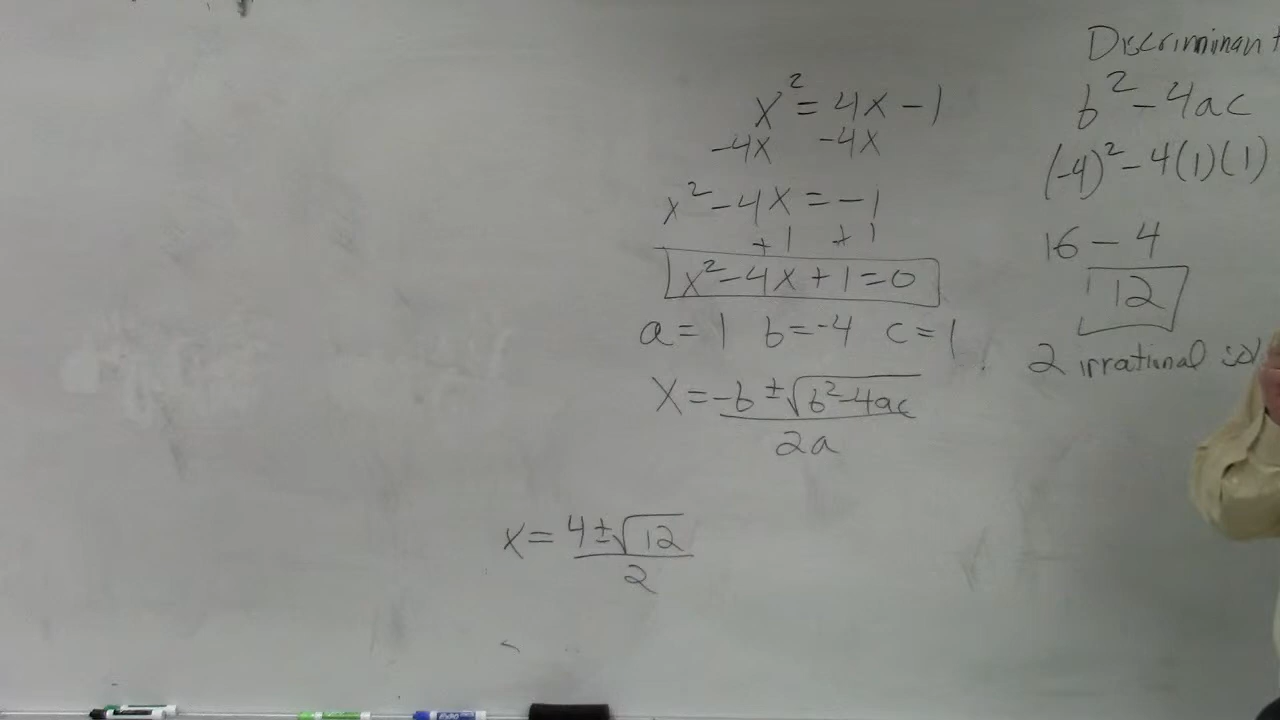 x² = 4x - 1
-4x -4x
x² - 4x = -1
+1 +1
x² - 4x + 1 = 0
a = 1 b = -4 c = 1
x = -b ± √(b² - 4ac) / 2a
x = 4 ± √12 / 2
Discriminant
b² - 4ac
(-4)² - 4(1)(1)
16 - 4
12
2 irrational
EXPO